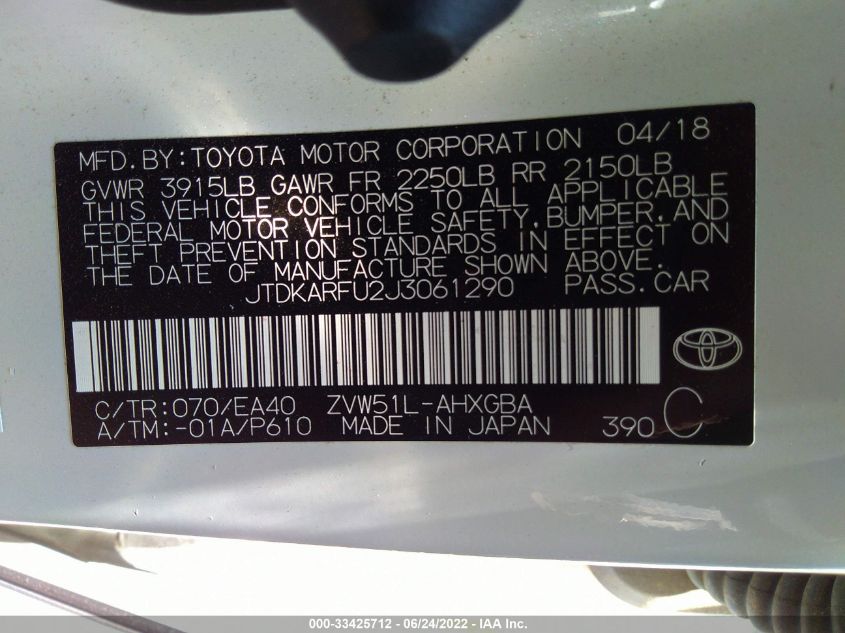 MFD.BY:TOYOTA MOTOR CORPORATION 04/18
GVWR 3915LB GAWR FR 2250LB RR 2150LB
THIS VEHICLE CONFORMS TO ALL APPLICABLE
FEDERAL MOTOR VEHICLE SAFETY,BUMPER,AND
THEFT PREVENTION STANDARDS IN EFFECT ON
THE DATE OF MANUFACTURE SHOWN ABOVE.
JTDKARFU2J3061290 PASS.CAR
C/TR:070/EA40 ZVW51L-AHXGBA
A/TM:-01A/P610 MADE IN JAPAN 390 C
000-33425712 - 06/24/2022 - IAA Inc.